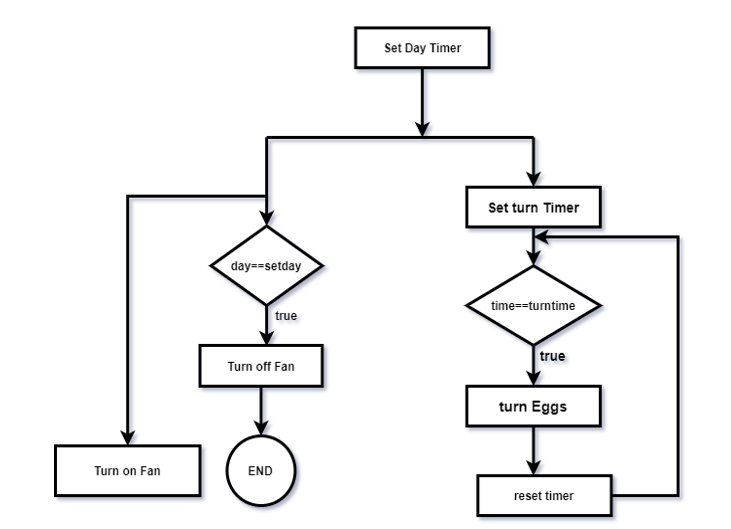 Set Day Timer
Set turn Timer
day==setday
true
time==turntime
true
Turn off Fan
turn Eggs
Turn on Fan
END
reset timer